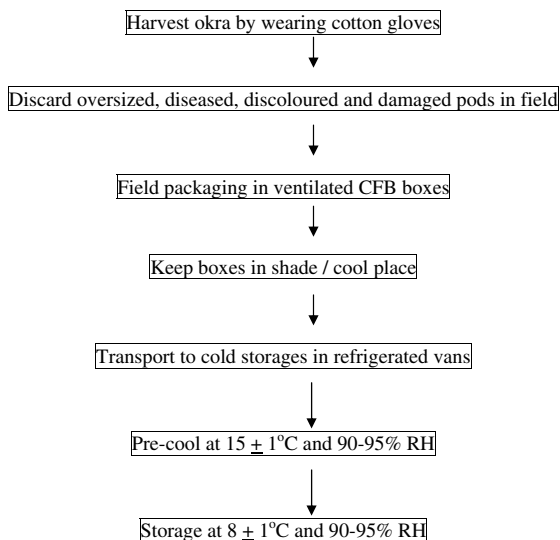 Harvest okra by wearing cotton gloves
Discard oversized, diseased, discoloured and damaged pods in field
Field packaging in ventilated CFB boxes
Keep boxes in shade / cool place
Transport to cold storages in refrigerated vans
Pre-cool at 15 ± 1°C and 90-95% RH
Storage at 8 ± 1°C and 90-95% RH